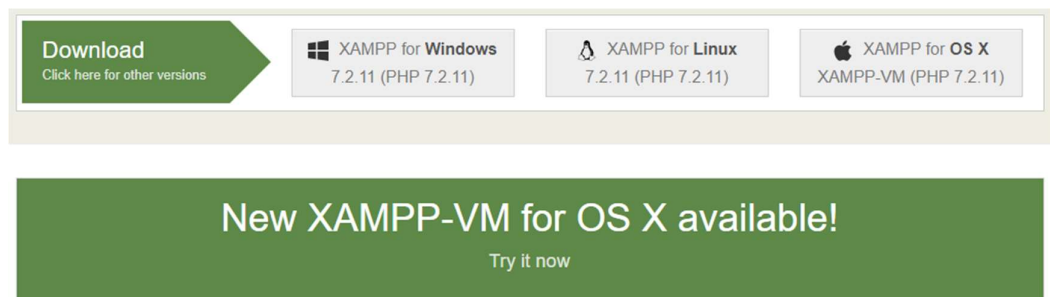 Download
Click here for other versions
XAMPP for Windows
7.2.11 (PHP 7.2.11)
XAMPP for Linux
7.2.11 (PHP 7.2.11)
XAMPP for OS X
XAMPP-VM (PHP 7.2.11)
New XAMPP-VM for OS X available!
Try it now